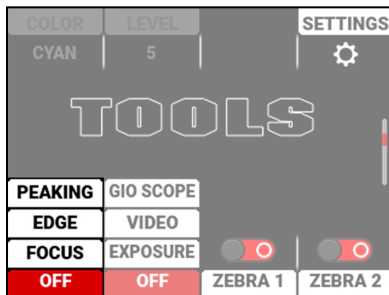 COLOR LEVEL SETTINGS
CYAN 5
TOOLS
PEAKING GIO SCOPE
EDGE VIDEO
FOCUS EXPOSURE
OFF OFF ZEBRA 1 ZEBRA 2